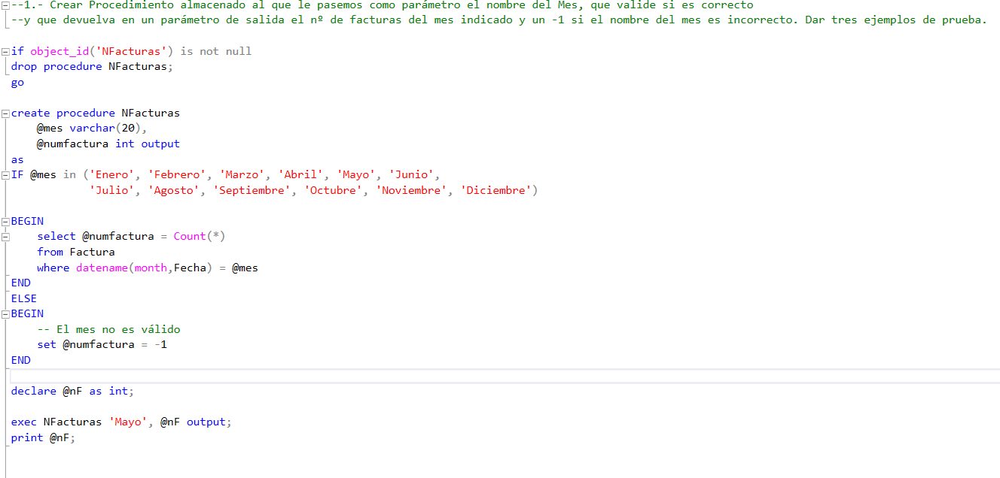 --1.- Crear Procedimiento almacenado al que le pasemos como parámetro el nombre del Mes, que valide si es correcto
--y que devuelva en un parámetro de salida el nº de facturas del mes indicado y un -1 si el nombre del mes es incorrecto. Dar tres ejemplos de prueba.

if object_id('NFacturas') is not null
drop procedure NFacturas;
go

create procedure NFacturas
    @mes varchar(20),
    @numfactura int output
as
IF @mes in ('Enero', 'Febrero', 'Marzo', 'Abril', 'Mayo', 'Junio',
            'Julio', 'Agosto', 'Septiembre', 'Octubre', 'Noviembre', 'Diciembre')

BEGIN
    select @numfactura = Count(*)
    from Factura
    where datename(month,Fecha) = @mes
END
ELSE
BEGIN
    -- El mes no es válido
    set @numfactura = -1
END

declare @nF as int;

exec NFacturas 'Mayo', @nF output;
print @nF;